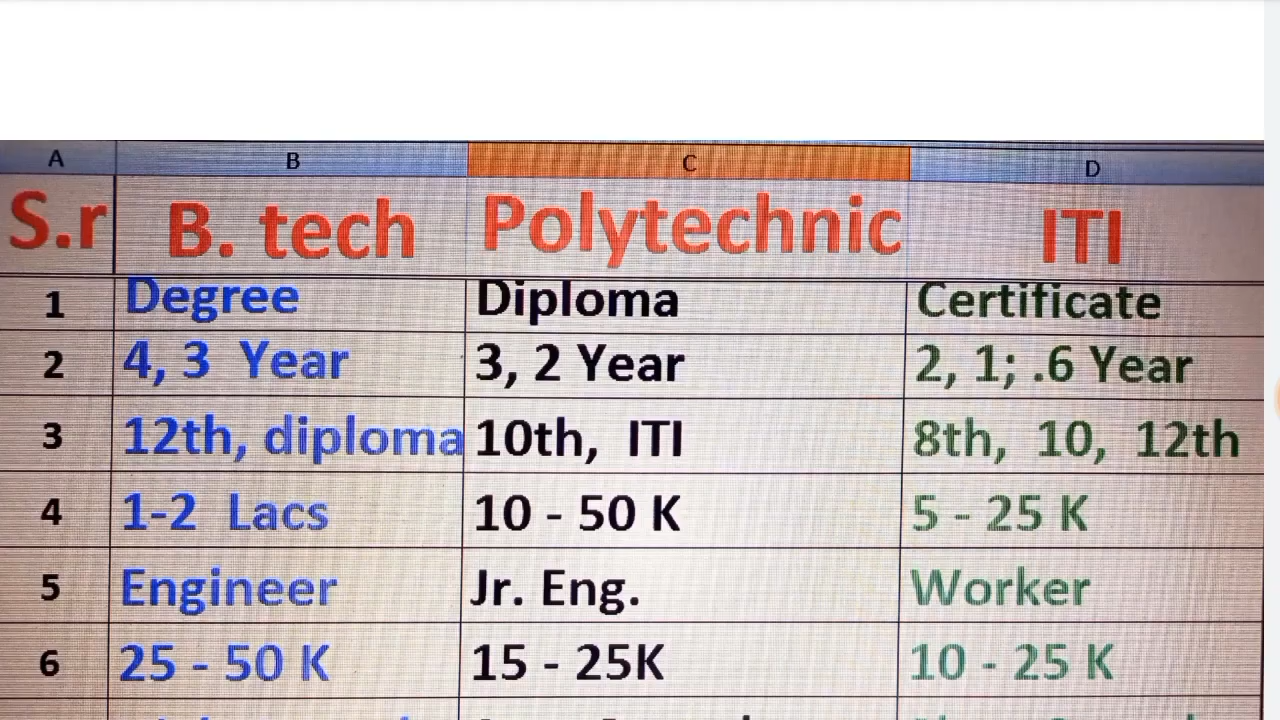 A B C D
S.r B. tech Polytechnic ITI
1 Degree Diploma Certificate
2 4, 3 Year 3, 2 Year 2, 1; .6 Year
3 12th, diploma 10th, ITI 8th, 10, 12th
4 1-2 Lacs 10 - 50 K 5 - 25 K
5 Engineer Jr. Eng. Worker
6 25 - 50 K 15 - 25K 10 - 25 K